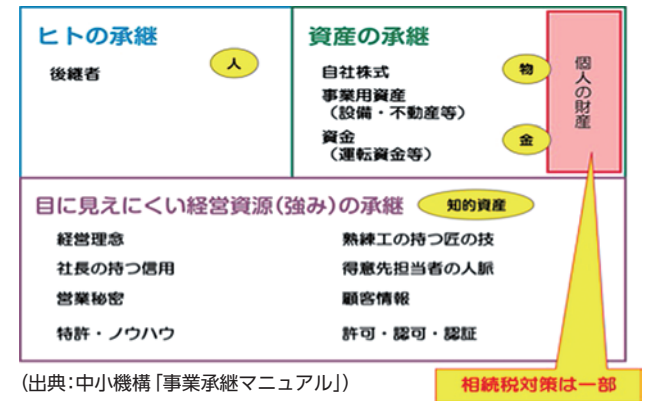 ヒトの承継
人
後継者
資産の承継
自社株式
物
事業用資産
（設備・不動産等）
資金
（運転資金等）
金
個人の財産
目に見えにくい経営資源（強み）の承継
知的資産
経営理念
熟練工の持つ匠の技
社長の持つ信用
得意先担当者の人脈
営業秘密
顧客情報
特許・ノウハウ
許可・認可・認証
（出典：中小機構「事業承継マニュアル」）
相続税対策は一部